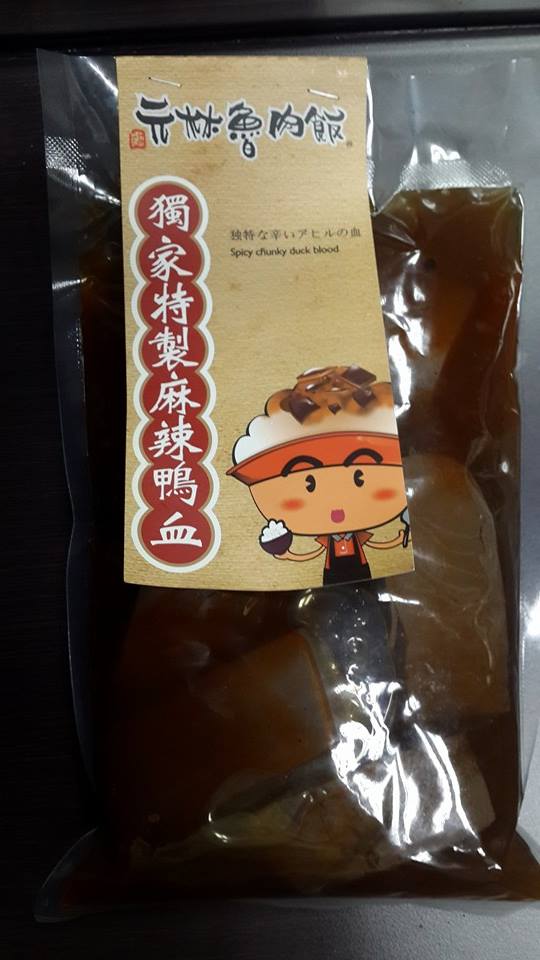 元林魯肉飯
獨家特製麻辣鴨血
独特な辛いアヒルの血
Spicy chunky duck blood